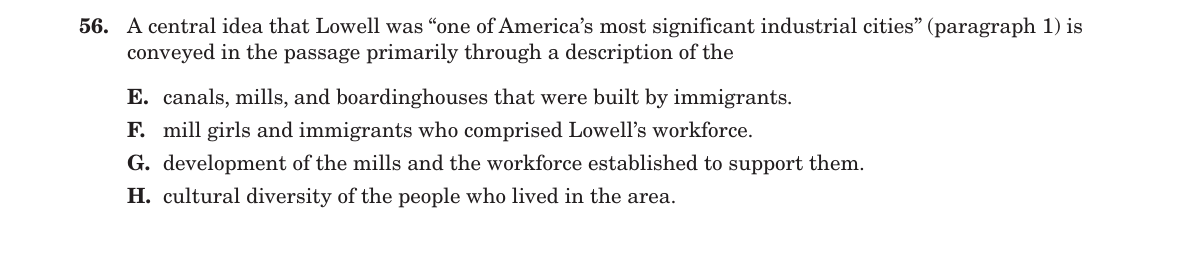 56. A central idea that Lowell was “one of America’s most significant industrial cities” (paragraph 1) is
conveyed in the passage primarily through a description of the
E. canals, mills, and boardinghouses that were built by immigrants.
F. mill girls and immigrants who comprised Lowell’s workforce.
G. development of the mills and the workforce established to support them.
H. cultural diversity of the people who lived in the area.